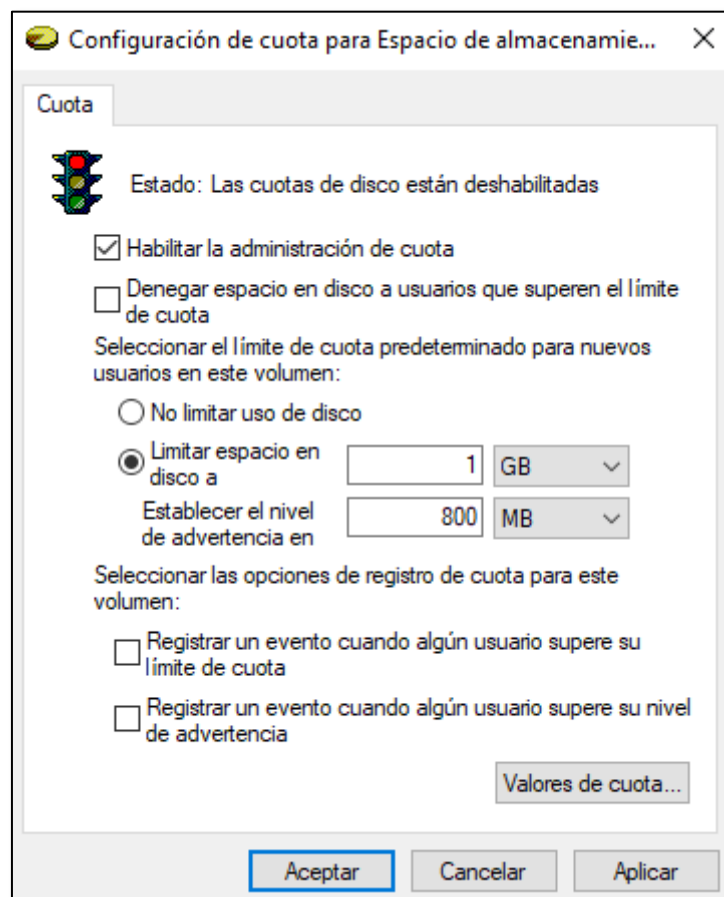 Configuración de cuota para Espacio de almacenamie...
Cuota
Estado: Las cuotas de disco están deshabilitadas
Habilitar la administración de cuota
Denegar espacio en disco a usuarios que superen el límite
de cuota
Seleccionar el límite de cuota predeterminado para nuevos
usuarios en este volumen:
No limitar uso de disco
Limitar espacio en
disco a
1 GB
Establecer el nivel
de advertencia en
800 MB
Seleccionar las opciones de registro de cuota para este
volumen:
Registrar un evento cuando algún usuario supere su
límite de cuota
Registrar un evento cuando algún usuario supere su nivel
de advertencia
Valores de cuota...
Aceptar Cancelar Aplicar